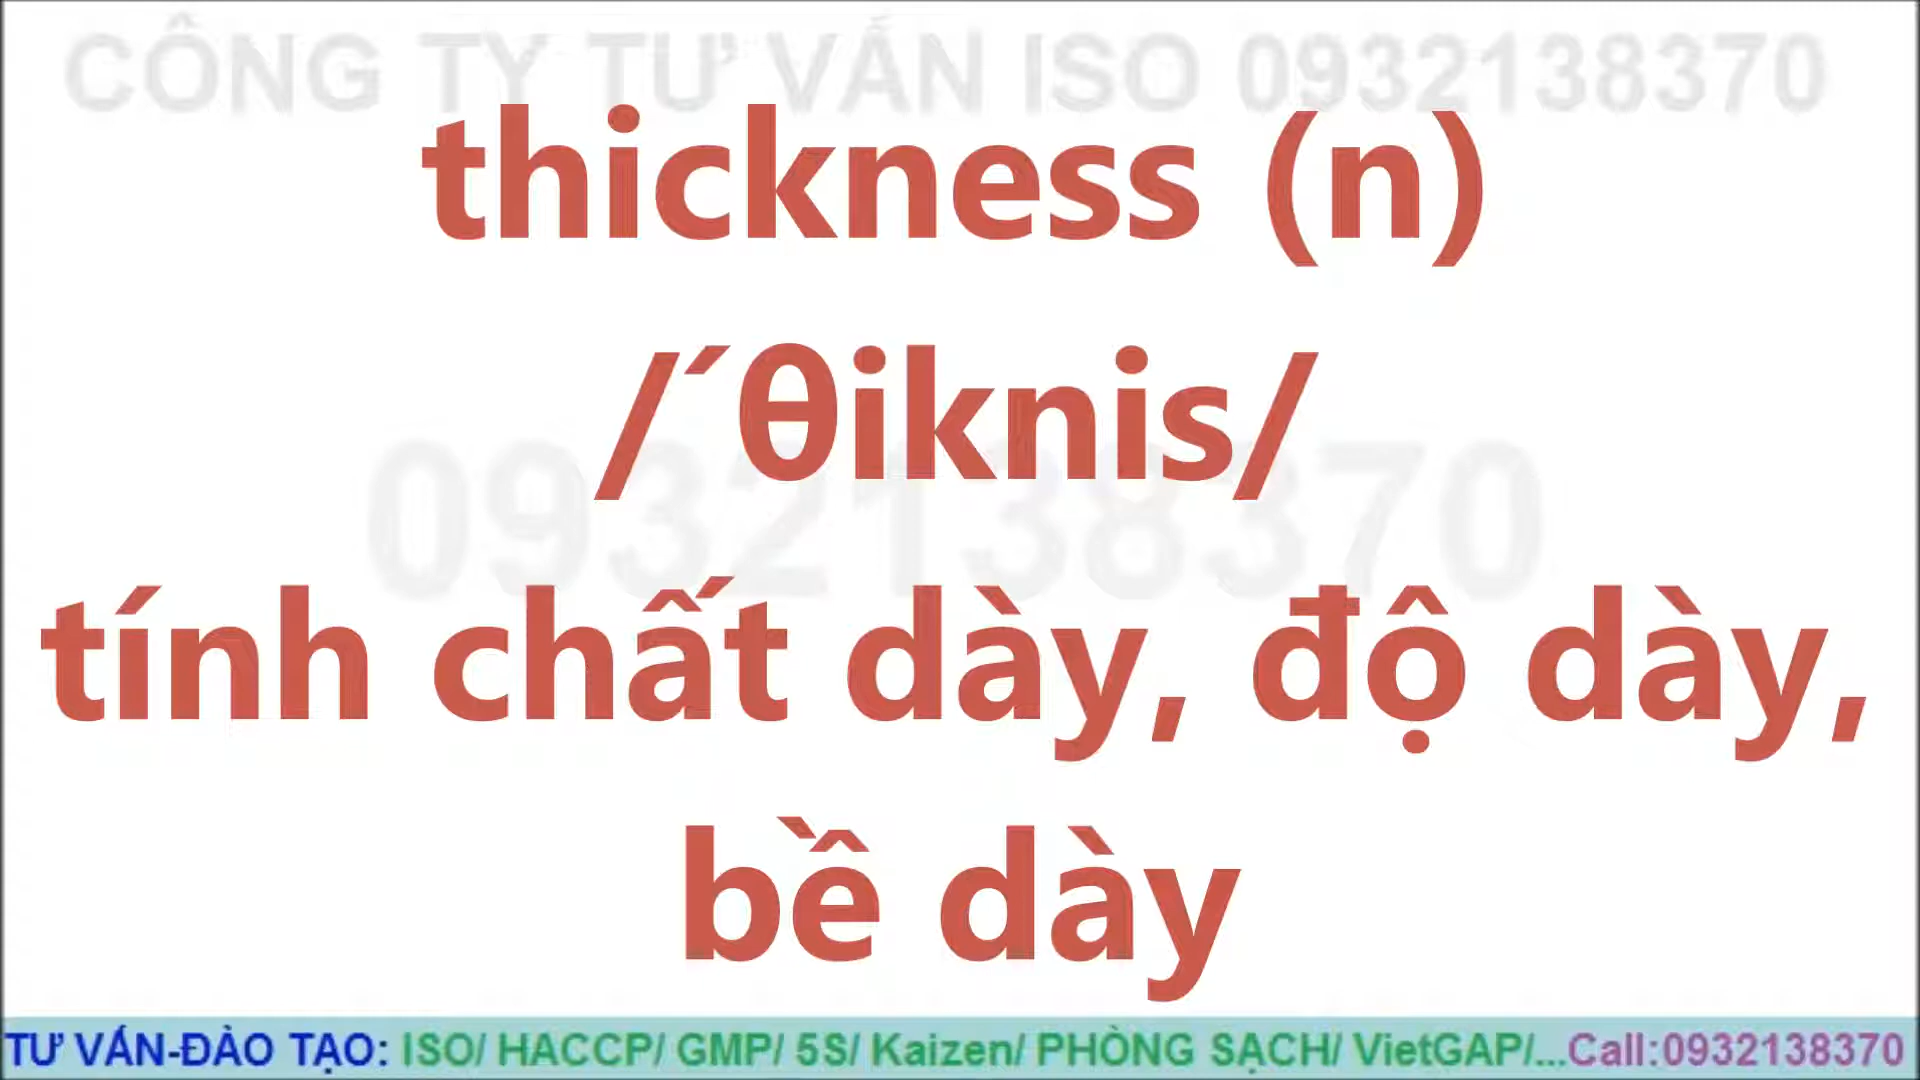 CÔNG TY TƯ VẤN ISO 0932138370
thickness (n)
/´θiknis/
0932138370
tính chất dày, độ dày,
bề dày
TƯ VẤN-ĐÀO TẠO: ISO/ HACCP/ GMP/ 5S/ Kaizen/ PHÒNG SẠCH/ VietGAP/...Call:0932138370